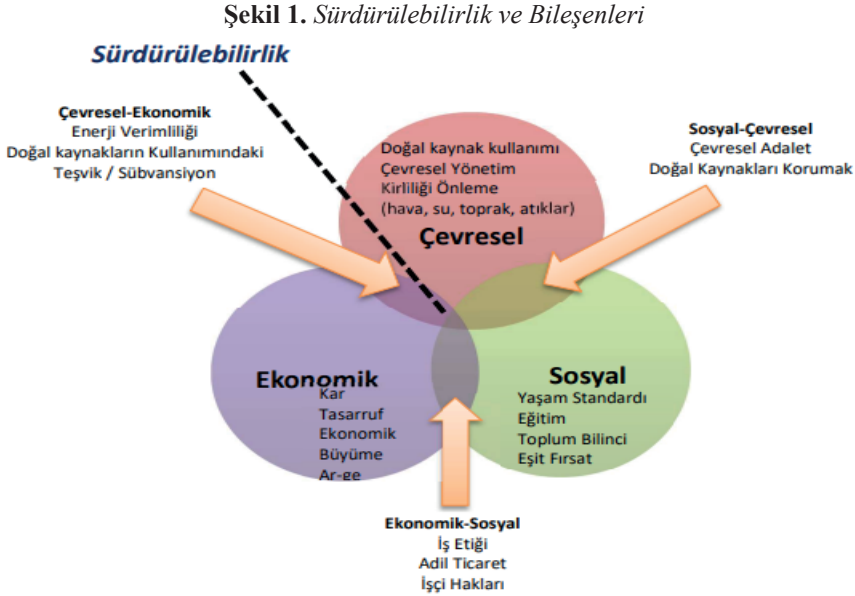 Şekil 1. Sürdürülebilirlik ve Bileşenleri
Sürdürülebilirlik
Çevresel-Ekonomik
Enerji Verimliliği
Doğal kaynakların Kullanımındaki
Teşvik / Sübvansiyon
Doğal kaynak kullanımı
Çevresel Yönetim
Kirliliği Önleme
(hava, su, toprak, atıklar)
Çevresel
Sosyal-Çevresel
Çevresel Adalet
Doğal Kaynakları Korumak
Ekonomik
Kar
Tasarruf
Ekonomik
Büyüme
Ar-ge
Sosyal
Yaşam Standardı
Eğitim
Toplum Bilinci
Eşit Fırsat
Ekonomik-Sosyal
İş Etiği
Adil Ticaret
İşçi Hakları